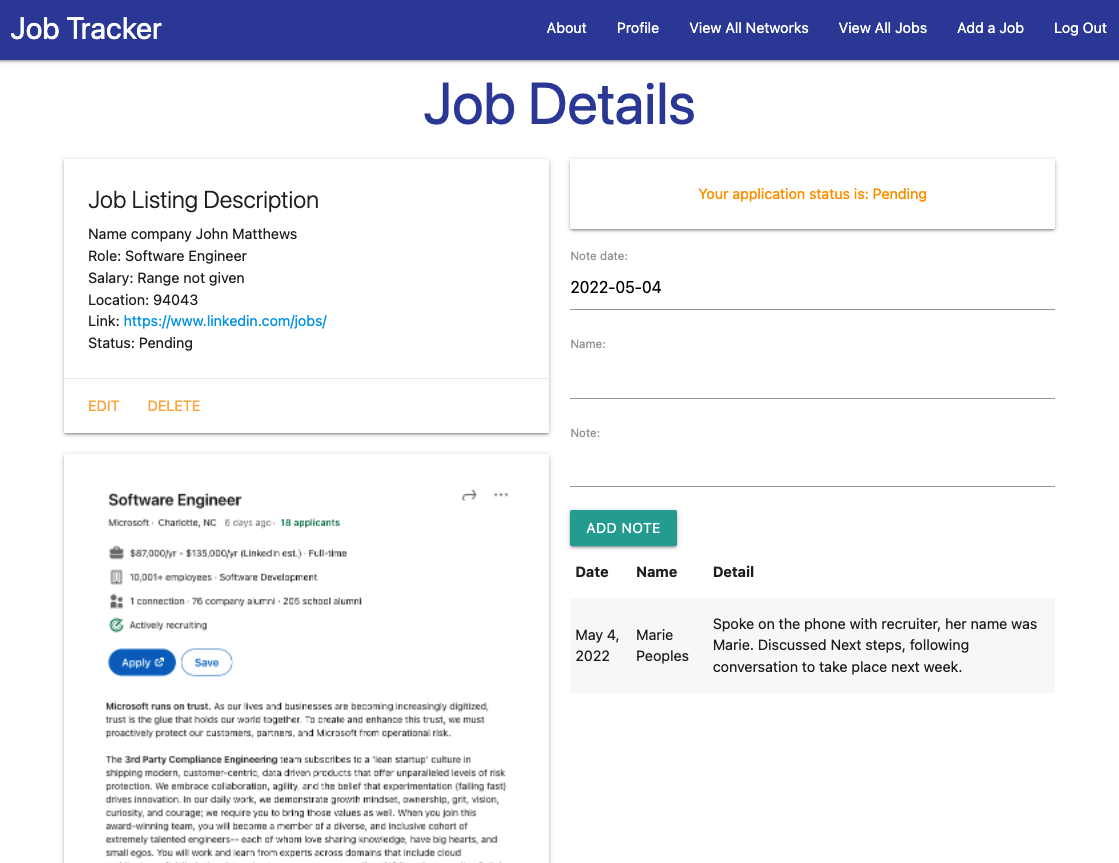 Job Tracker
About Profile View All Networks View All Jobs Add a Job Log Out
Job Details
Job Listing Description
Name company John Matthews
Role: Software Engineer
Salary: Range not given
Location: 94043
Link: https://www.linkedin.com/jobs/
Status: Pending
EDIT DELETE
Software Engineer
Microsoft · Charlotte, NC 6 days ago · 18 applicants
$87,000/yr - $135,000/yr (LinkedIn est.) · Full-time
10,001+ employees · Software Development
1 connection · 76 company alumni · 205 school alumni
Actively recruiting
Apply Save
Microsoft runs on trust. As our lives and businesses are becoming increasingly digitized,
trust is the glue that holds our world together. To create and enhance this trust, we must
proactively protect our customers, partners, and Microsoft from operational risk.
The 3rd Party Compliance Engineering team subscribes to a 'lean startup' culture in
shipping modern, customer-centric, data driven products that offer unparalleled levels of risk
protection. We embrace collaboration, agility, and the belief that experimentation (failing fast)
drives innovation. In our daily work, we demonstrate growth mindset, ownership, grit, vision,
curiosity, and courage; we require you to bring those values as well. When you join this
award-winning team, you will become a member of a diverse, and inclusive cohort of
extremely talented engineers-- each of whom love sharing knowledge, have big hearts, and
small egos. You will work and learn from experts across domains that include cloud
Your application status is: Pending
Note date:
2022-05-04
Name:
Note:
ADD NOTE
Date Name Detail
May 4, 2022 Marie Peoples Spoke on the phone with recruiter, her name was
Marie. Discussed Next steps, following
conversation to take place next week.